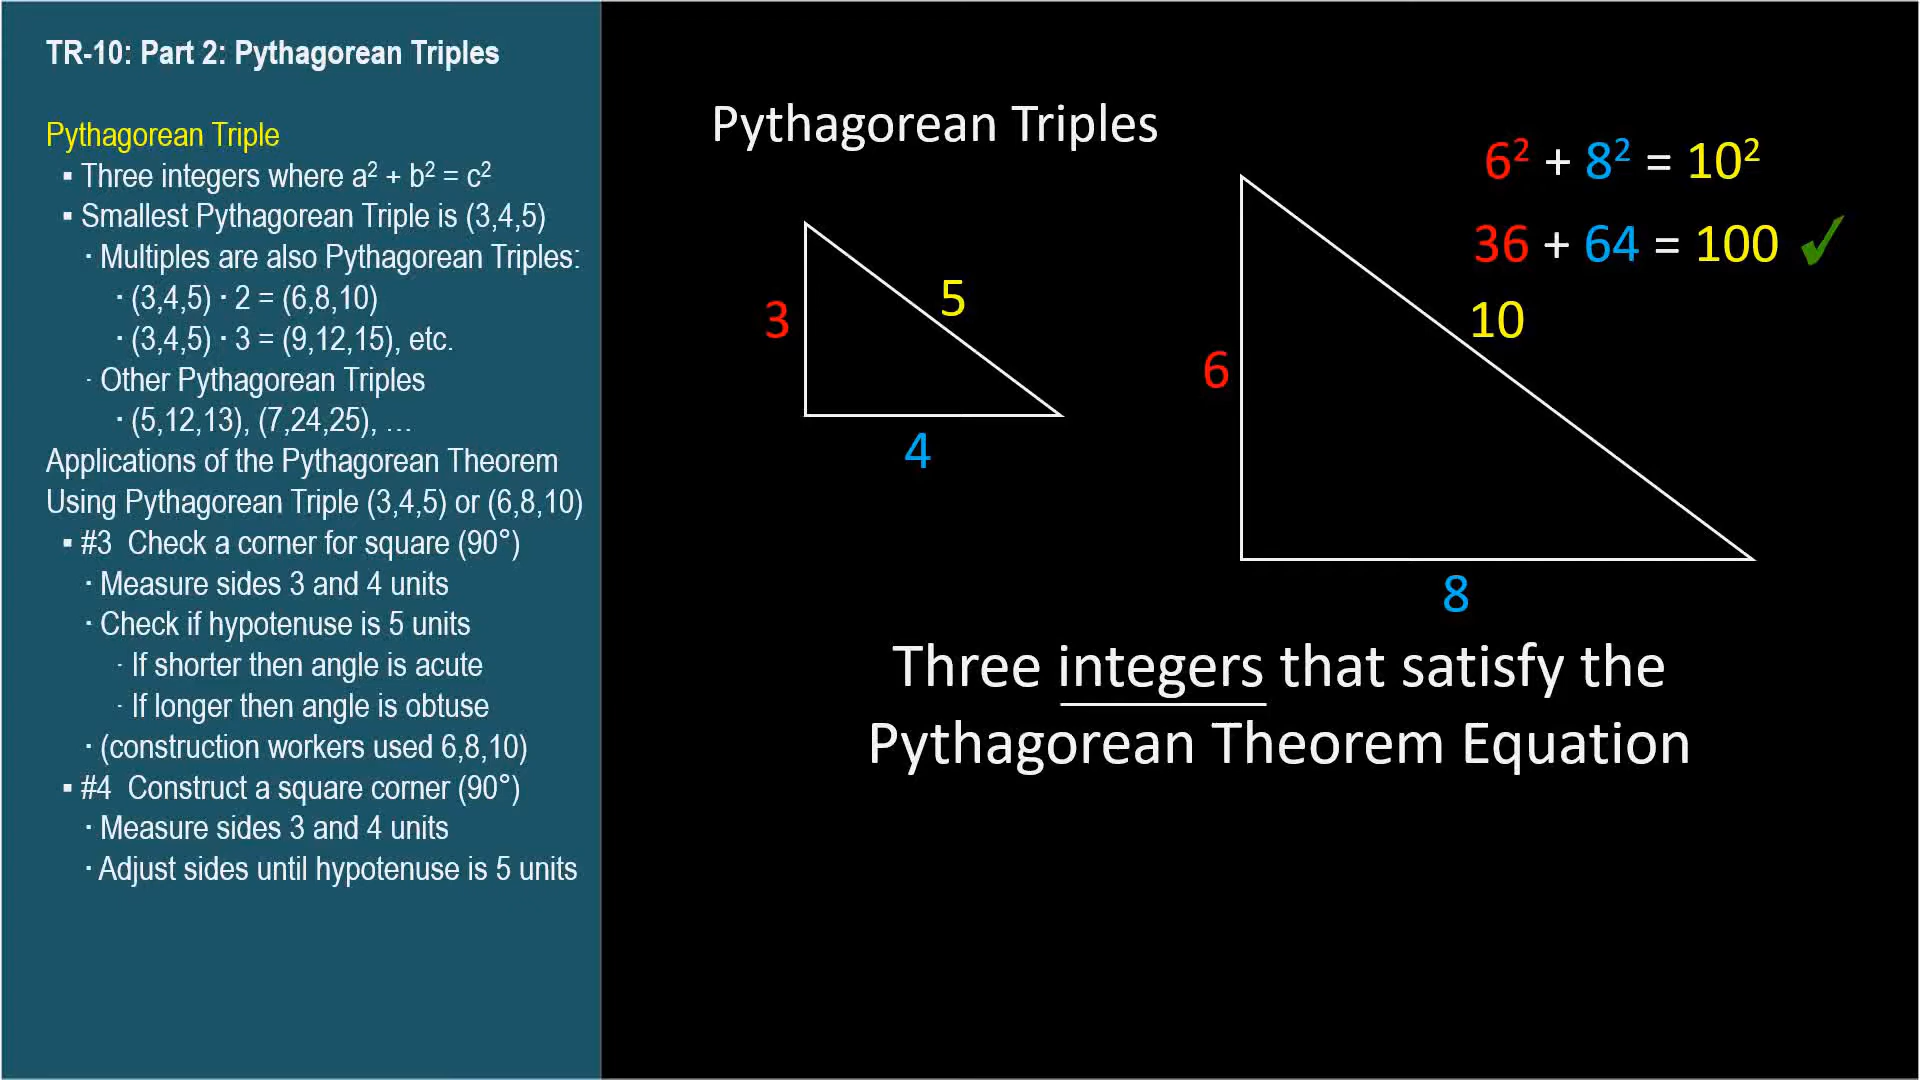 TR-10: Part 2: Pythagorean Triples
Pythagorean Triple
▪ Three integers where a² + b² = c²
▪ Smallest Pythagorean Triple is (3,4,5)
· Multiples are also Pythagorean Triples:
· (3,4,5) · 2 = (6,8,10)
· (3,4,5) · 3 = (9,12,15), etc.
· Other Pythagorean Triples
· (5,12,13), (7,24,25), …
Applications of the Pythagorean Theorem
Using Pythagorean Triple (3,4,5) or (6,8,10)
▪ #3 Check a corner for square (90°)
· Measure sides 3 and 4 units
· Check if hypotenuse is 5 units
· If shorter then angle is acute
· If longer then angle is obtuse
· (construction workers used 6,8,10)
▪ #4 Construct a square corner (90°)
· Measure sides 3 and 4 units
· Adjust sides until hypotenuse is 5 units
Pythagorean Triples
6² + 8² = 10²
36 + 64 = 100 ✓
3
5
4
6
10
8
Three integers that satisfy the
Pythagorean Theorem Equation